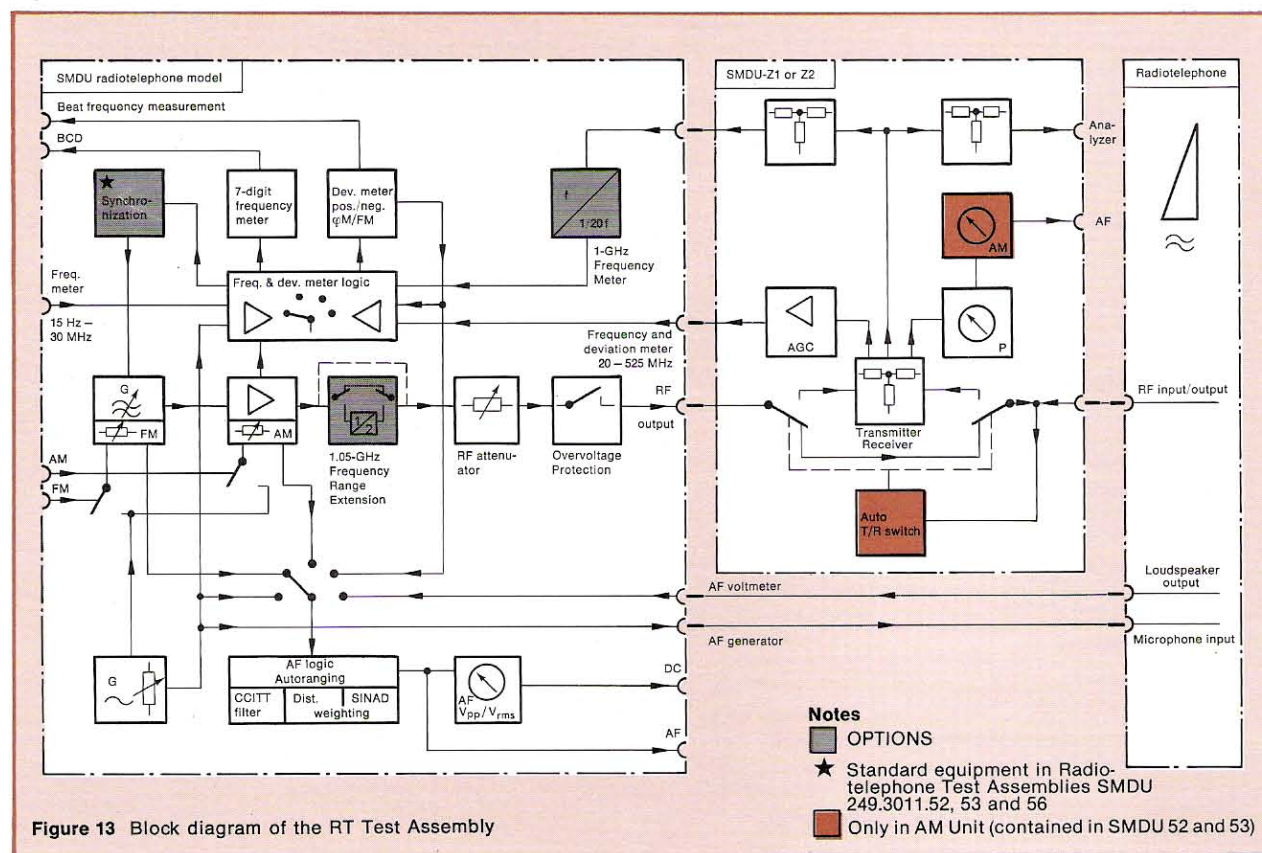 SMDU radiotelephone model
Beat frequency measurement
BCD
★
Synchro-
nization
7-digit
frequency
meter
Dev. meter
pos./neg.
φM/FM
f
1/20 f
1-GHz
Frequency
Meter
Freq.
meter
15 Hz –
30 MHz
Freq. & dev. meter logic
Frequency and
deviation meter
20 – 525 MHz
G
FM
AM
1/2
1.05-GHz
Frequency
Range
Extension
RF attenu-
ator
Overvoltage
Protection
RF
output
AM
FM
G
AF logic
Autoranging
CCITT
filter
Dist.
SINAD
weighting
AF
Vpp/Vrms
AF voltmeter
AF generator
DC
AF
SMDU-Z1 or Z2
Ana-
lyzer
AM
AF
AGC
P
Transmitter
Receiver
Auto
T/R switch
Radiotelephone
RF input/output
Loudspeaker
output
Microphone input
Notes
OPTIONS
★ Standard equipment in Radio-
telephone Test Assemblies SMDU
249.3011.52, 53 and 56
Only in AM Unit (contained in SMDU 52 and 53)
Figure 13 Block diagram of the RT Test Assembly